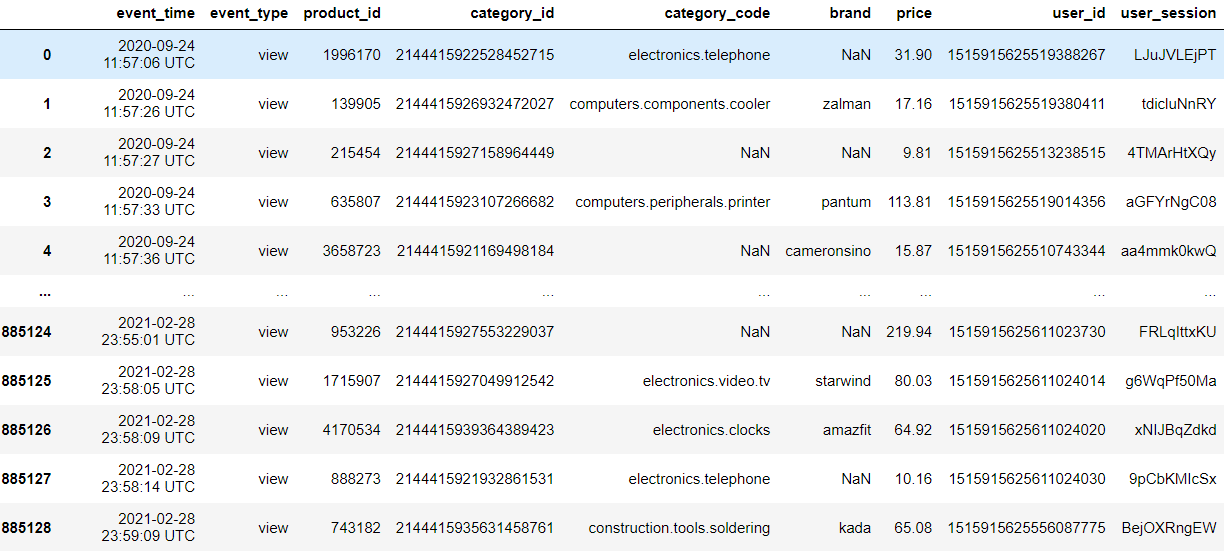 event_time event_type product_id category_id category_code brand price user_id user_session
0 2020-09-24 11:57:06 UTC view 1996170 2144415922528452715 electronics.telephone NaN 31.90 1515915625519388267 LJuJVLEjPT
1 2020-09-24 11:57:26 UTC view 139905 2144415926932472027 computers.components.cooler zalman 17.16 1515915625519380411 tdicluNnRY
2 2020-09-24 11:57:27 UTC view 215454 2144415927158964449 NaN NaN 9.81 1515915625513238515 4TMArHtXQy
3 2020-09-24 11:57:33 UTC view 635807 2144415923107266682 computers.peripherals.printer pantum 113.81 1515915625519014356 aGFYrNgC08
4 2020-09-24 11:57:36 UTC view 3658723 2144415921169498184 NaN cameronsino 15.87 1515915625510743344 aa4mmk0kwQ
... ... ... ... ... ... ... ... ... ...
885124 2021-02-28 23:55:01 UTC view 953226 2144415927553229037 NaN NaN 219.94 1515915625611023730 FRLqIttxKU
885125 2021-02-28 23:58:05 UTC view 1715907 2144415927049912542 electronics.video.tv starwind 80.03 1515915625611024014 g6WqPf50Ma
885126 2021-02-28 23:58:09 UTC view 4170534 2144415939364389423 electronics.clocks amazfit 64.92 1515915625611024020 xNIJBqZdkd
885127 2021-02-28 23:58:14 UTC view 888273 2144415921932861531 electronics.telephone NaN 10.16 1515915625611024030 9pCbKMIcSx
885128 2021-02-28 23:59:09 UTC view 743182 2144415935631458761 construction.tools.soldering kada 65.08 1515915625556087775 BejOXRngEW